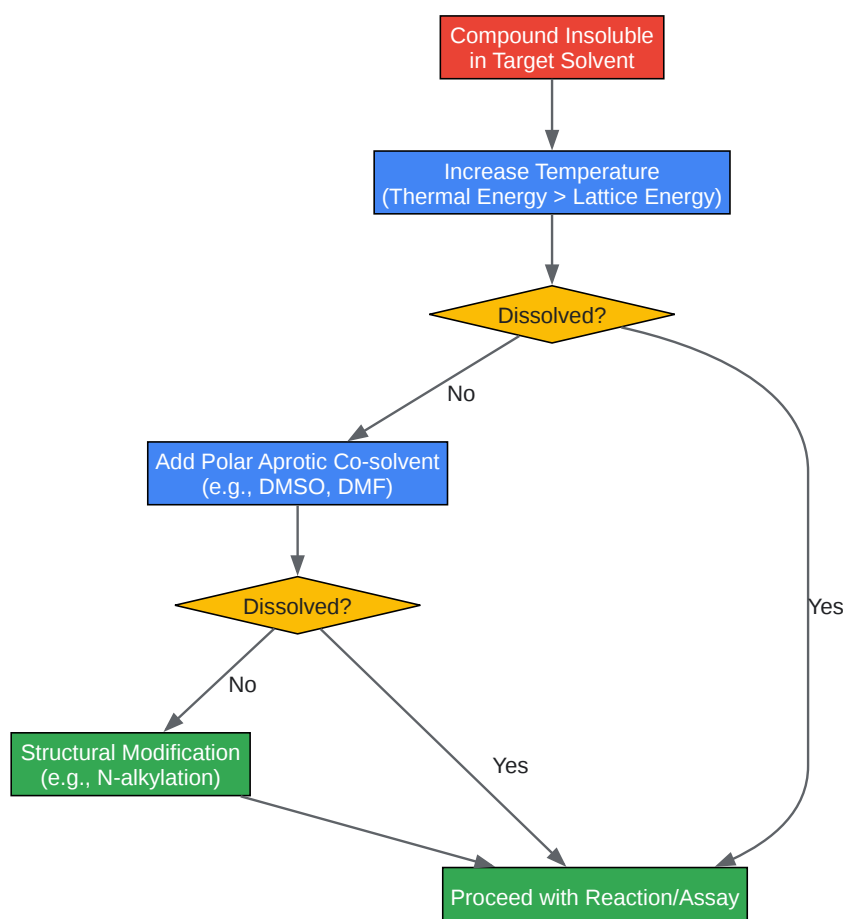 Compound Insoluble
in Target Solvent
Increase Temperature
(Thermal Energy > Lattice Energy)
Dissolved?
No
Add Polar Aprotic Co-solvent
(e.g., DMSO, DMF)
Dissolved?
Yes
No
Structural Modification
(e.g., N-alkylation)
Yes
Proceed with Reaction/Assay